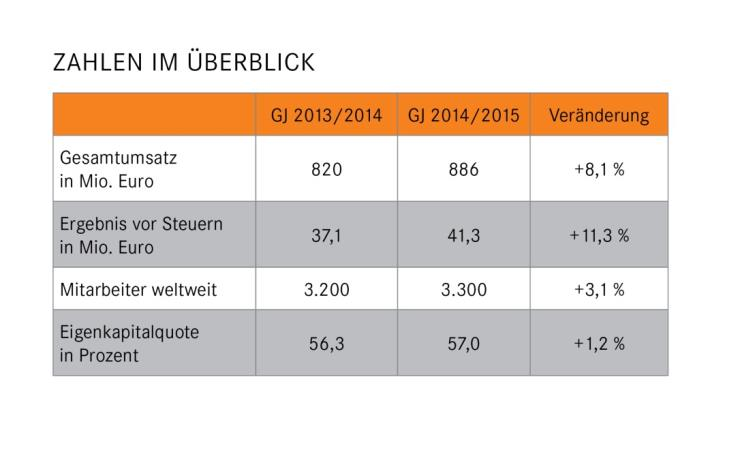 ZAHLEN IM ÜBERBLICK
GJ 2013/2014 GJ 2014/2015 Veränderung
Gesamtumsatz
in Mio. Euro 820 886 +8,1 %
Ergebnis vor Steuern
in Mio. Euro 37,1 41,3 +11,3 %
Mitarbeiter weltweit 3.200 3.300 +3,1 %
Eigenkapitalquote
in Prozent 56,3 57,0 +1,2 %